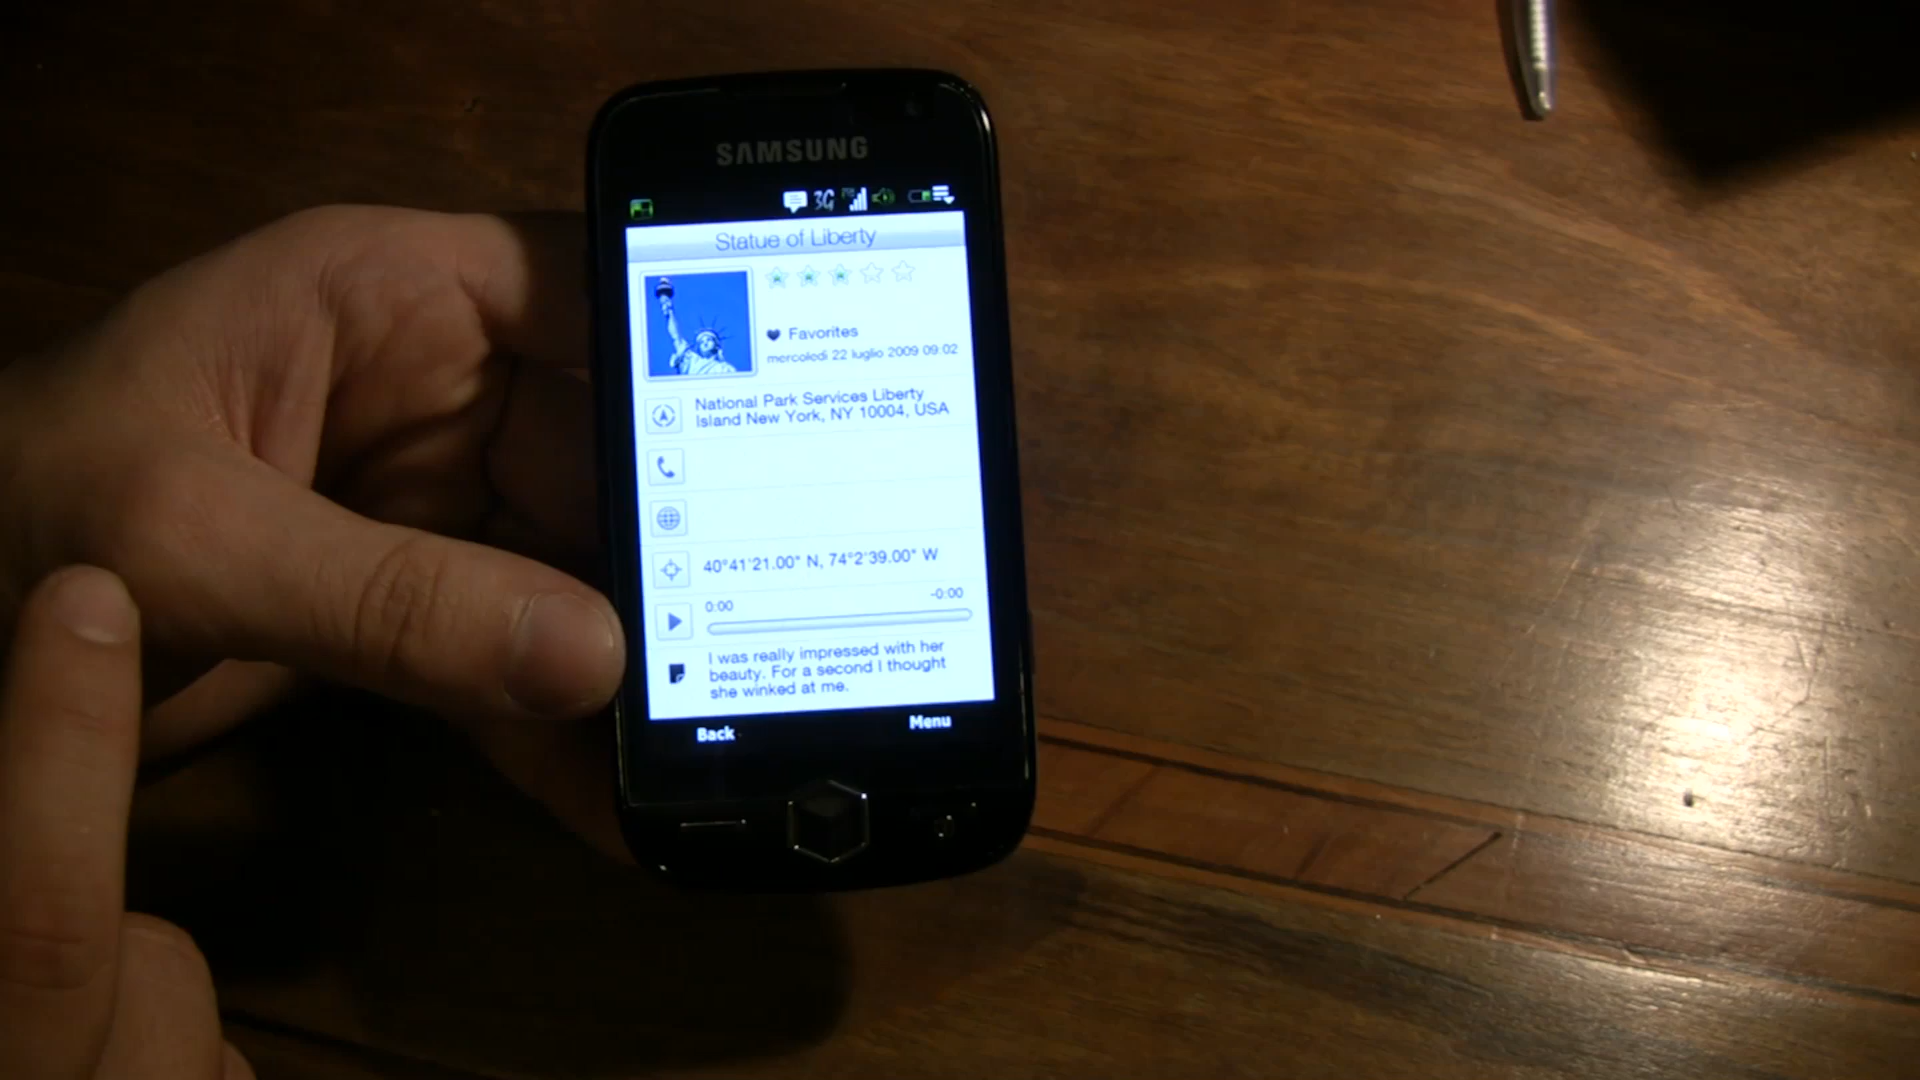 SAMSUNG
3G
Statue of Liberty
Favorites
mercoledì 22 luglio 2009 09:02
National Park Services Liberty
Island New York, NY 10004, USA
40°41'21.00" N, 74°2'39.00" W
0:00 -0:00
I was really impressed with her
beauty. For a second I thought
she winked at me.
Back Menu